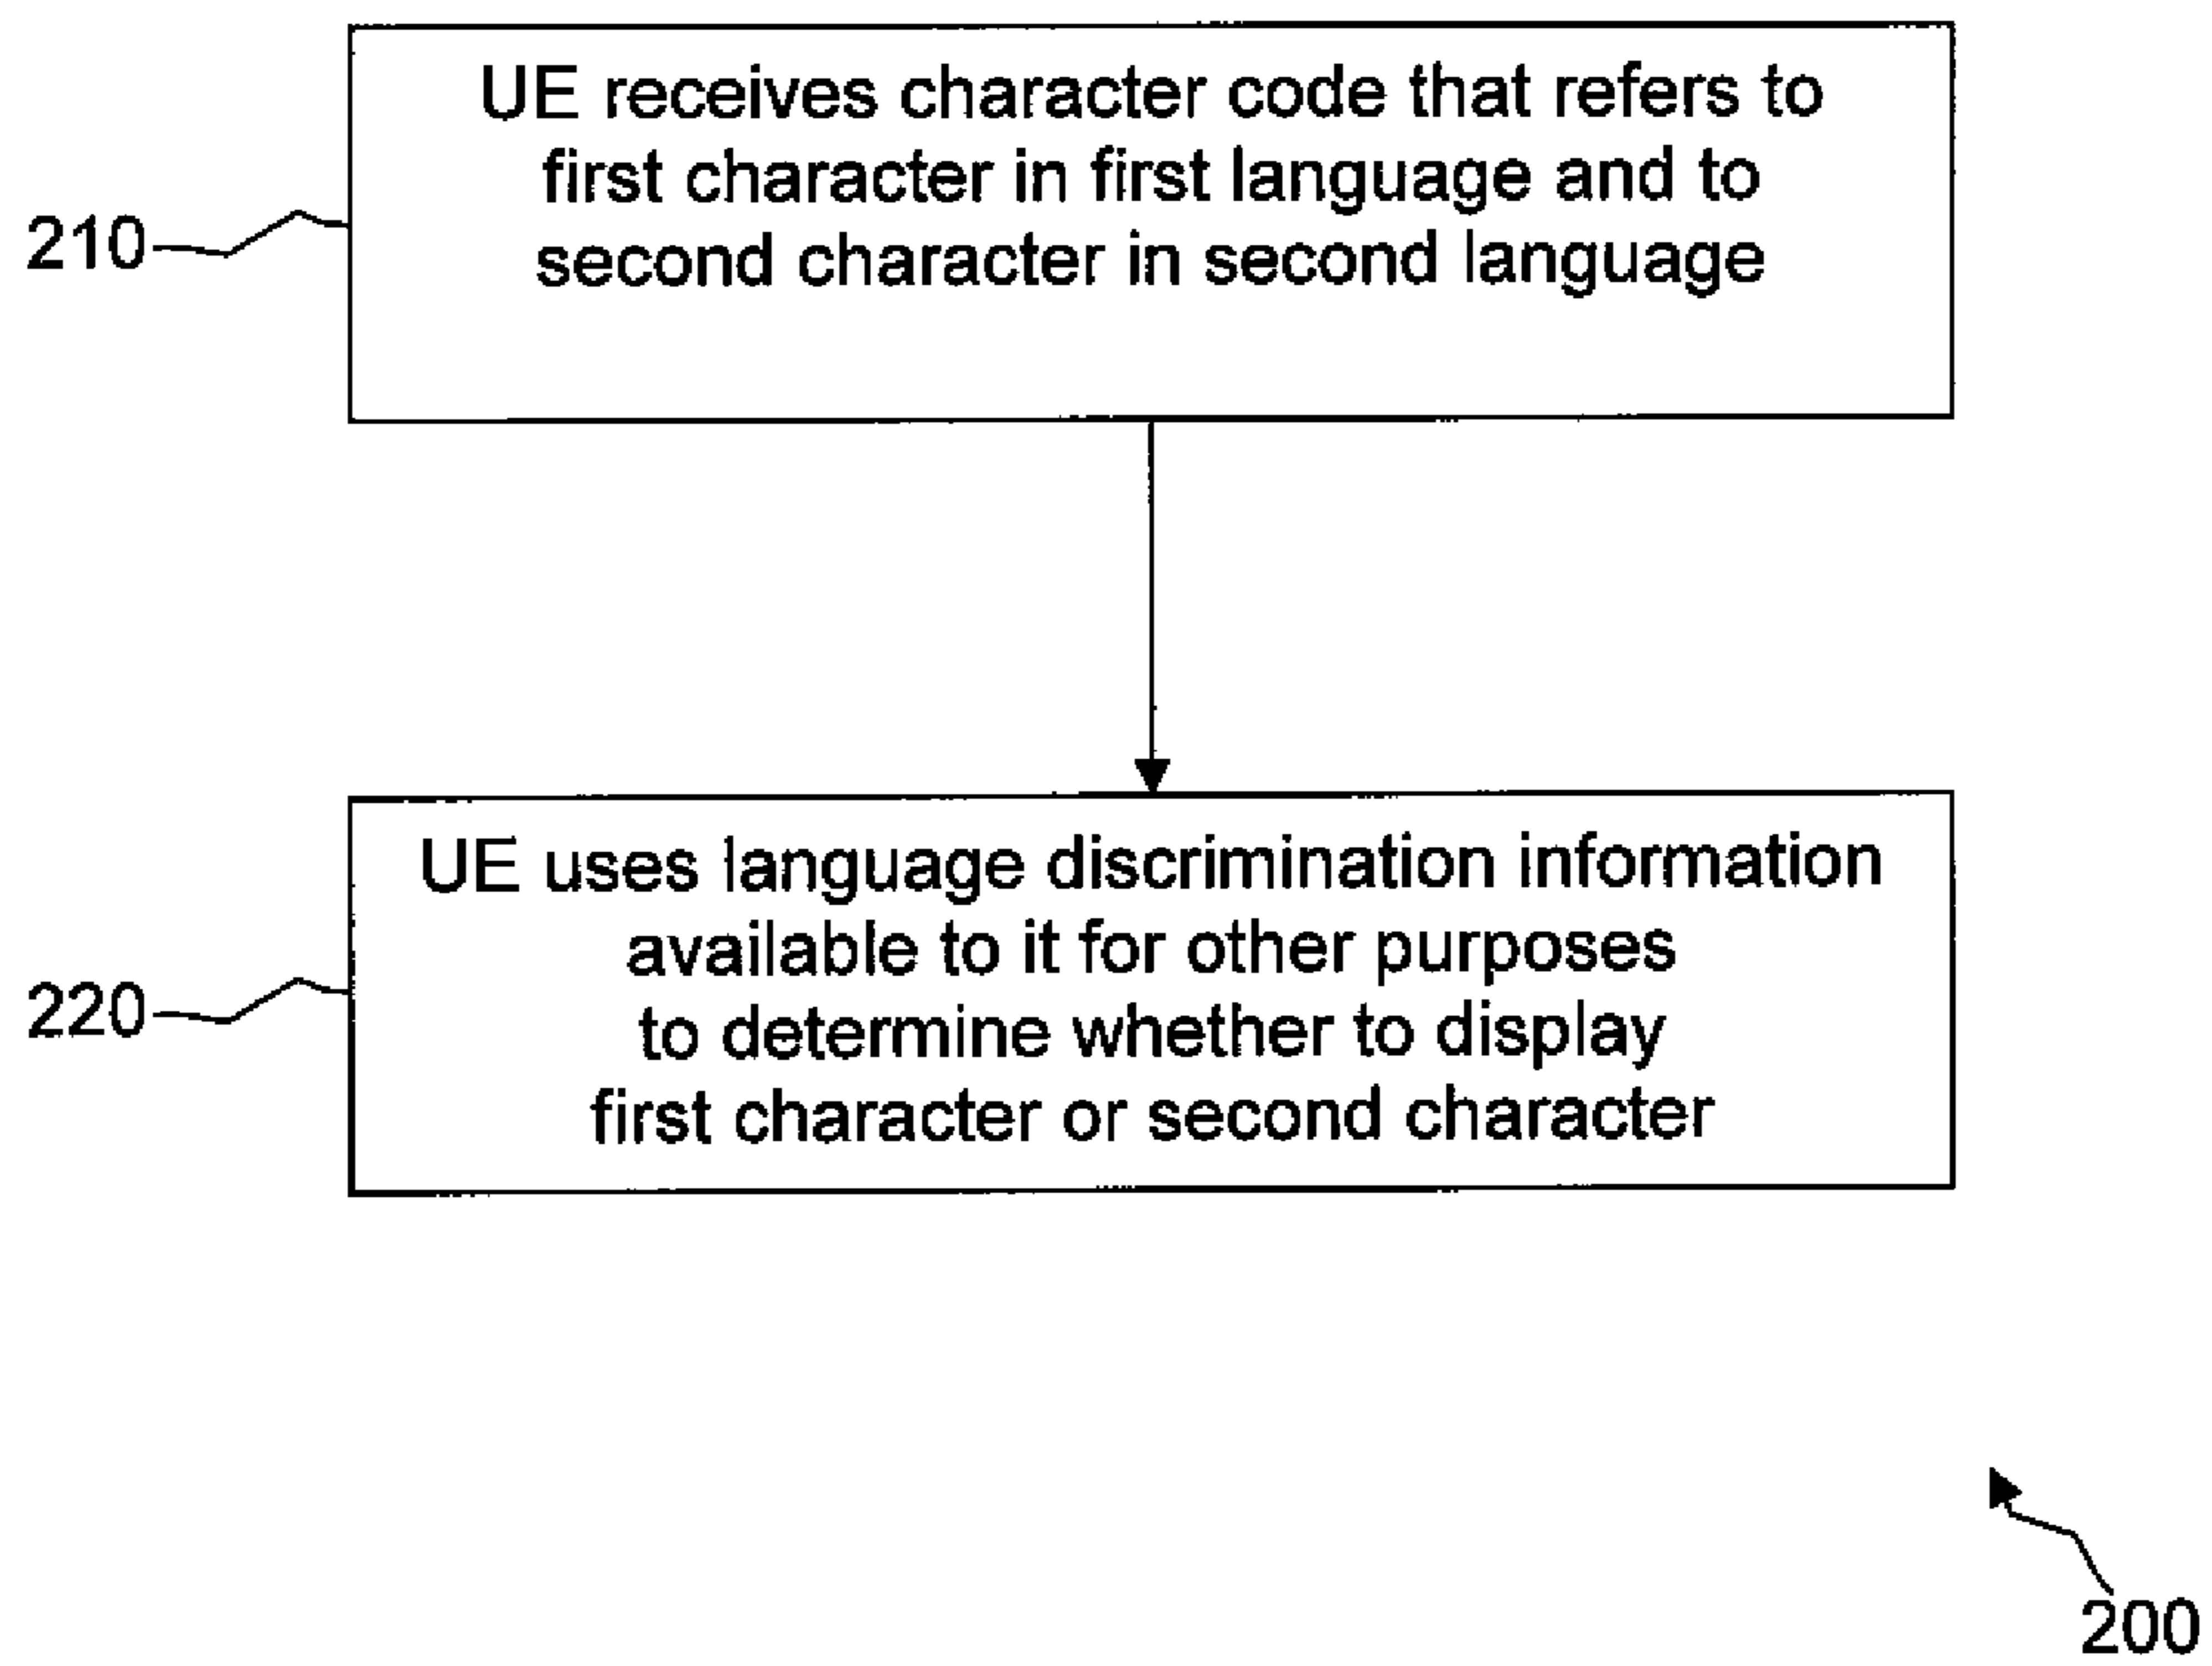 UE receives character code that refers to
first character in first language and to
second character in second language
210
UE uses language discrimination information
available to it for other purposes
to determine whether to display
first character or second character
220
200